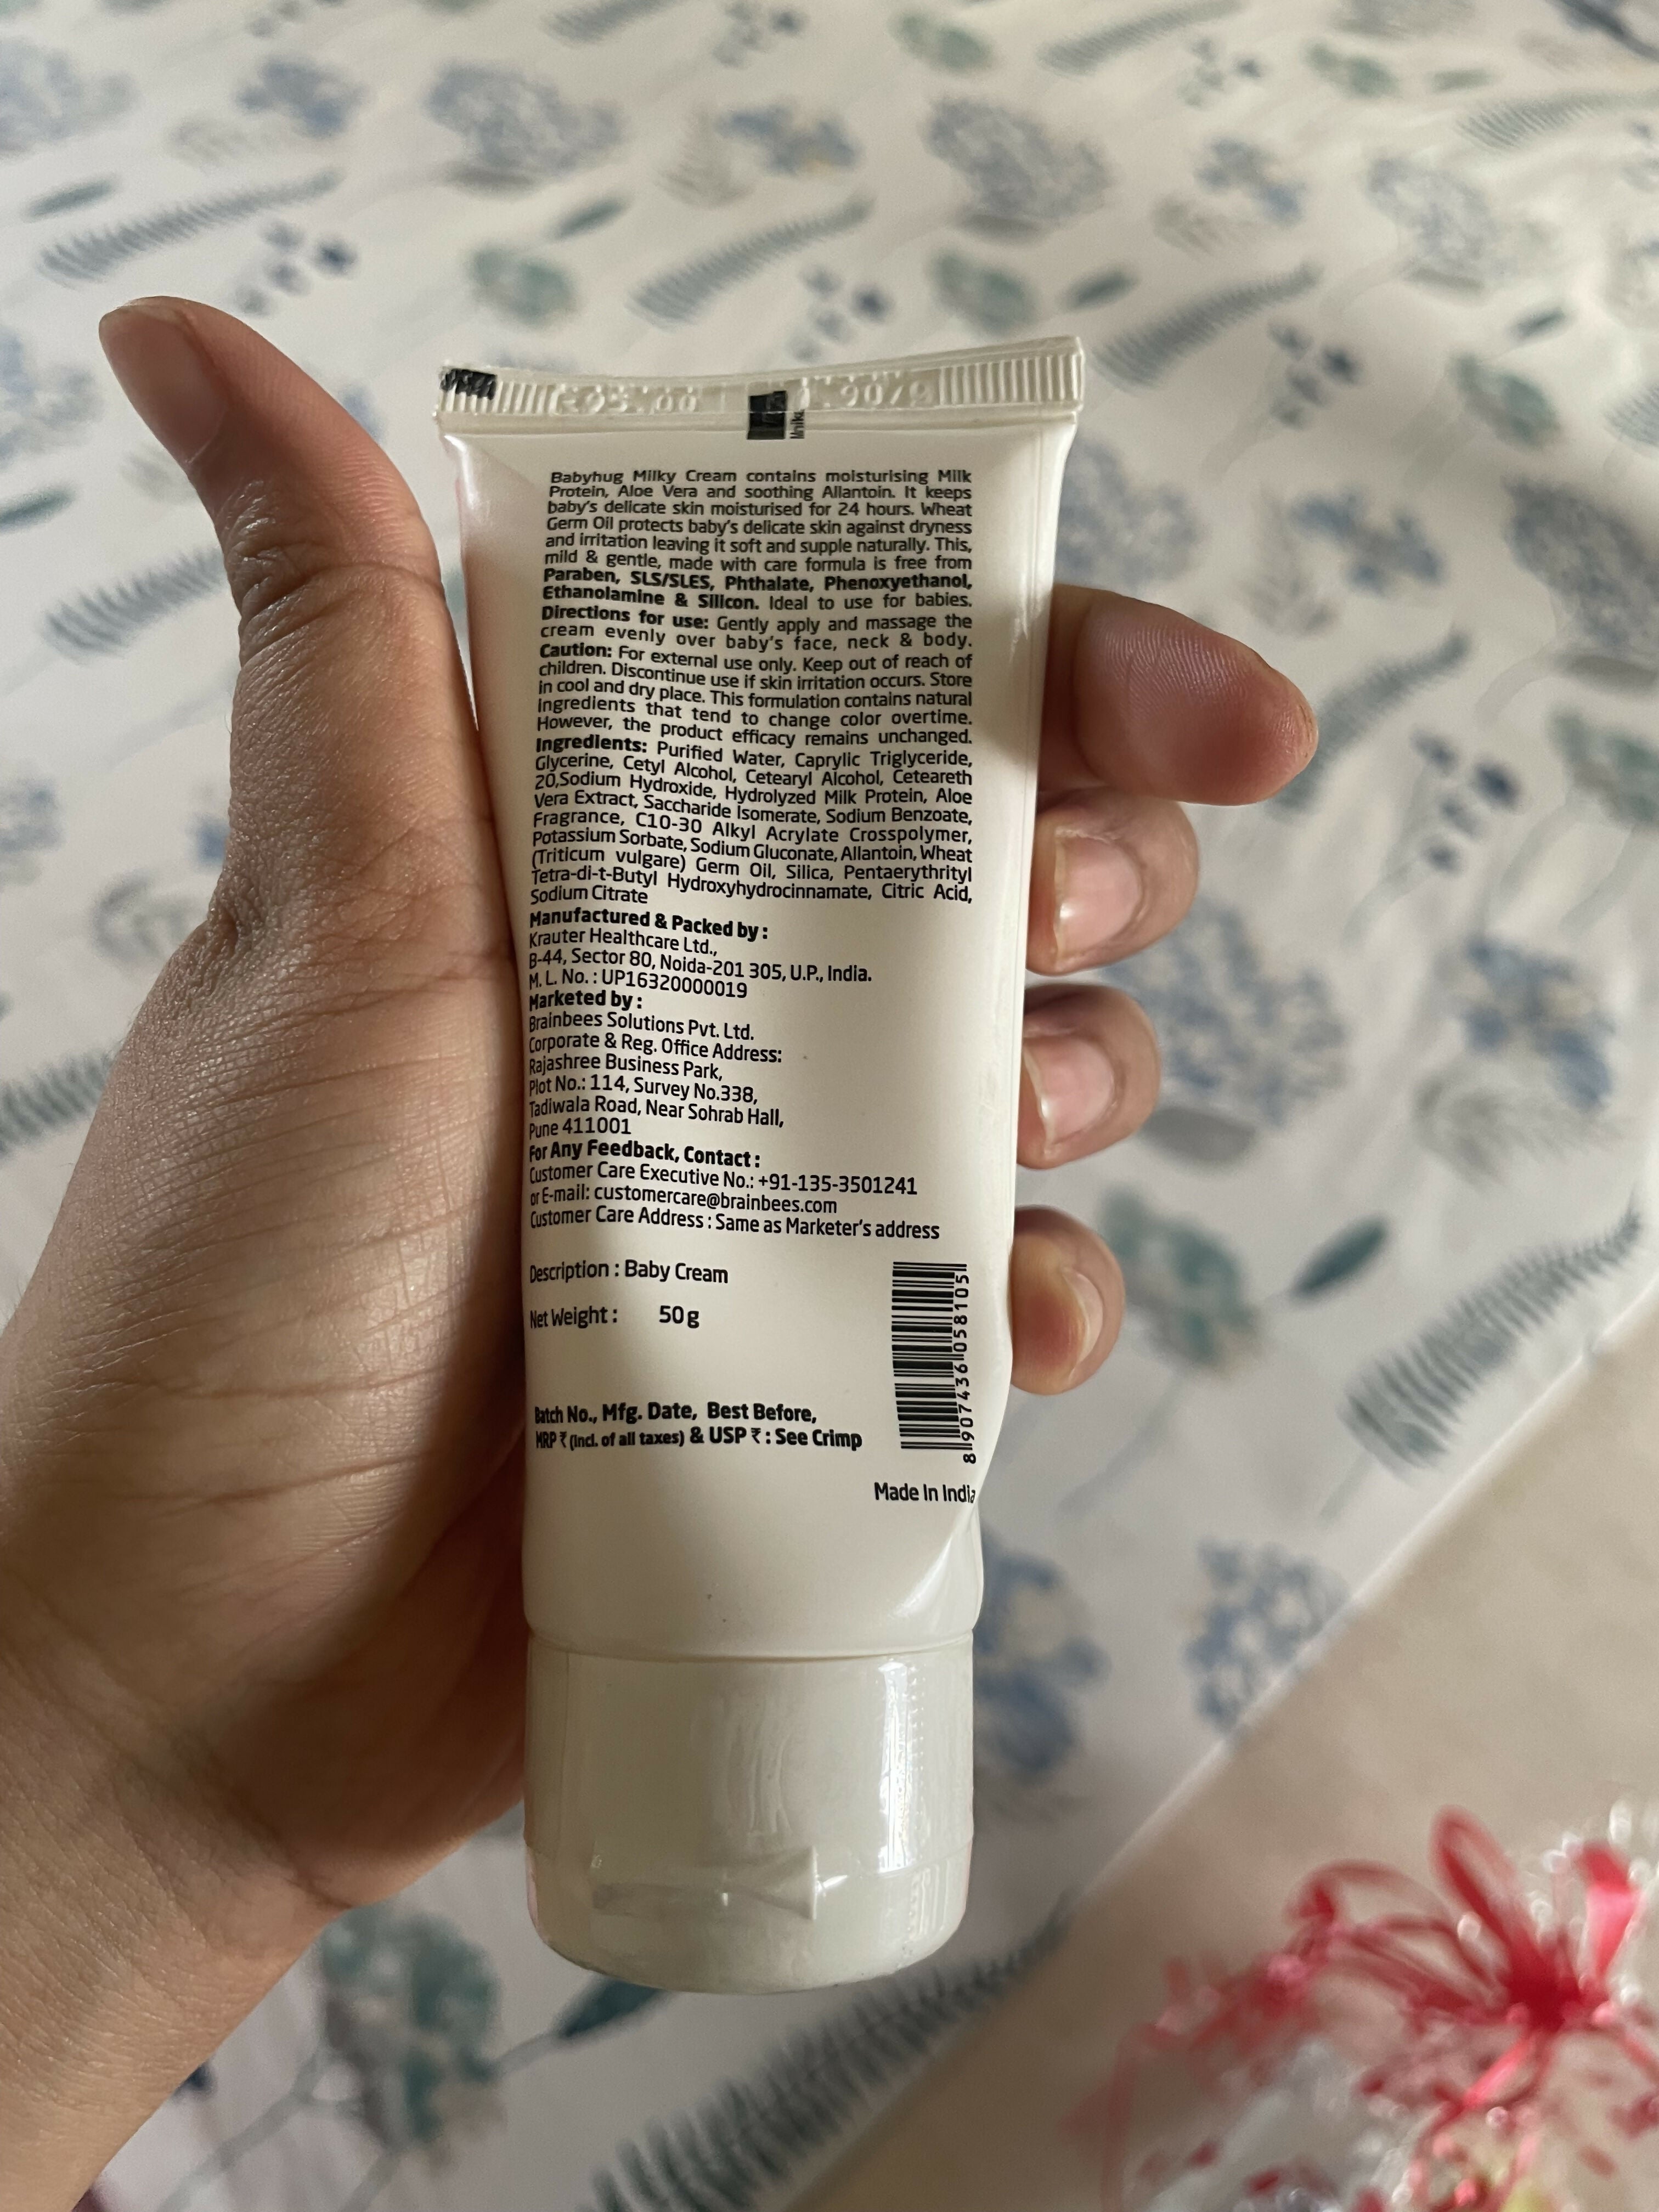 Babyhug Milky Cream contains moisturising Milk
Protein, Aloe Vera and soothing Allantoin. It keeps
baby's delicate skin moisturised for 24 hours. Wheat
Germ Oil protects baby's delicate skin against dryness
and irritation leaving it soft and supple naturally. This,
mild & gentle, made with care formula is free from
Paraben, SLS/SLES, Phthalate, Phenoxyethanol,
Ethanolamine & Silicon. Ideal to use for babies.
Directions for use: Gently apply and massage the
cream evenly over baby's face, neck & body.
Caution: For external use only. Keep out of reach of
children. Discontinue use if skin irritation occurs. Store
in cool and dry place. This formulation contains natural
ingredients that tend to change color overtime.
However, the product efficacy remains unchanged.
Ingredients: Purified Water, Caprylic Triglyceride,
Glycerine, Cetyl Alcohol, Cetearyl Alcohol, Ceteareth
20,Sodium Hydroxide, Hydrolyzed Milk Protein, Aloe
Vera Extract, Saccharide Isomerate, Sodium Benzoate,
Fragrance, C10-30 Alkyl Acrylate Crosspolymer,
Potassium Sorbate, Sodium Gluconate, Allantoin, Wheat
(Triticum vulgare) Germ Oil, Silica, Pentaerythrityl
Tetra-di-t-Butyl Hydroxyhydrocinnamate, Citric Acid,
Sodium Citrate
Manufactured & Packed by :
Krauter Healthcare Ltd.,
B-44, Sector 80, Noida-201 305, U.P., India.
M. L. No. : UP16320000019
Marketed by :
Brainbees Solutions Pvt. Ltd.
Corporate & Reg. Office Address:
Rajashree Business Park,
Plot No.: 114, Survey No.338,
Tadiwala Road, Near Sohrab Hall,
Pune 411001
For Any Feedback, Contact :
Customer Care Executive No.: +91-135-3501241
or E-mail: customercare@brainbees.com
Customer Care Address : Same as Marketer's address
Description : Baby Cream
Net Weight : 50 g
8 907436 058105
Batch No., Mfg. Date, Best Before,
MRP ₹ (Incl. of all taxes) & USP ₹ : See Crimp
Made In India